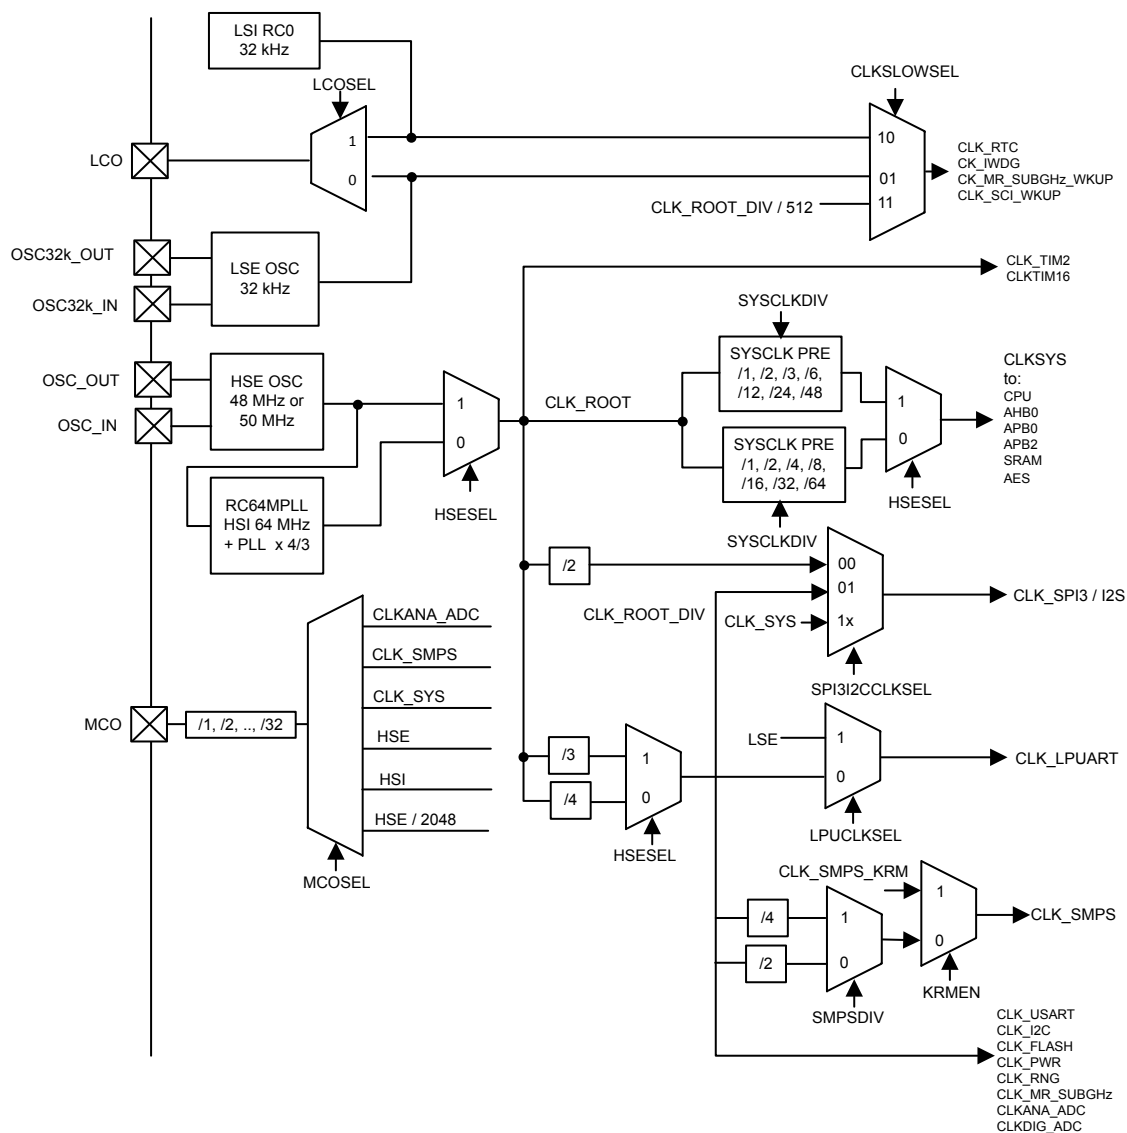 LSI RC0
32 kHz
LCOSEL
CLKSLOWSEL
1
10
LCO
CLK_RTC
CK_IWDG
CK_MR_SUBGHz_WKUP
CLK_SCI_WKUP
0
01
CLK_ROOT_DIV / 512
11
OSC32k_OUT
LSE OSC
32 kHz
OSC32k_IN
CLK_TIM2
CLKTIM16
SYSCLKDIV
OSC_OUT
HSE OSC
48 MHz or
50 MHz
OSC_IN
1
0
HSESEL
CLK_ROOT
SYSCLK PRE
/1, /2, /3, /6,
/12, /24, /48
SYSCLK PRE
/1, /2, /4, /8,
/16, /32, /64
SYSCLKDIV
1
0
HSESEL
CLKSYS
to:
CPU
AHB0
APB0
APB2
SRAM
AES
RC64MPLL
HSI 64 MHz
+ PLL x 4/3
/2
00
01
1x
CLK_ROOT_DIV
CLK_SYS
CLK_SPI3 / I2S
SPI3I2CCLKSEL
CLKANA_ADC
CLK_SMPS
CLK_SYS
HSE
HSI
HSE / 2048
MCO
/1, /2, .., /32
MCOSEL
/3
/4
1
0
HSESEL
LSE
1
0
CLK_LPUART
LPUCLKSEL
CLK_SMPS_KRM
1
0
CLK_SMPS
KRMEN
/4
/2
1
0
SMPSDIV
CLK_USART
CLK_I2C
CLK_FLASH
CLK_PWR
CLK_RNG
CLK_MR_SUBGHz
CLKANA_ADC
CLKDIG_ADC